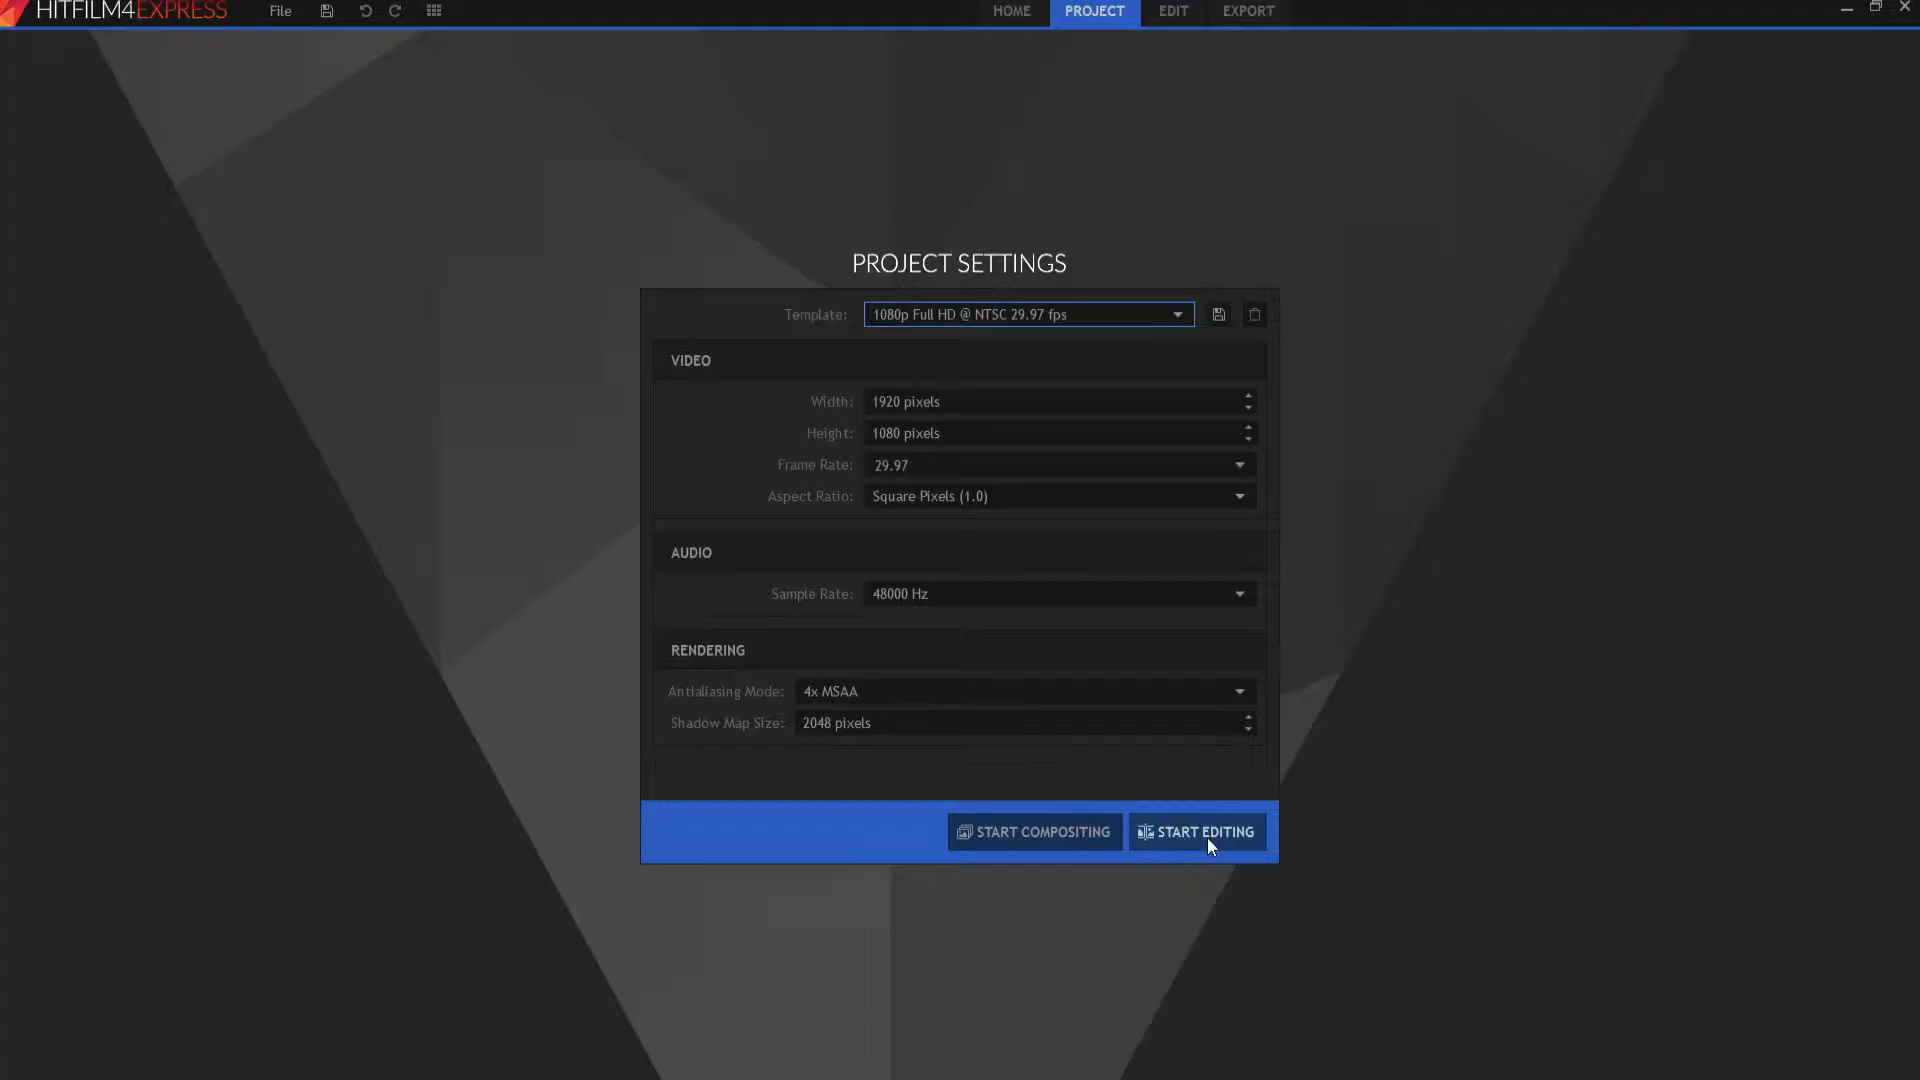 HITFILM4EXPRESS File HOME PROJECT EDIT EXPORT
PROJECT SETTINGS
Template: 1080p Full HD @ NTSC 29.97 fps
VIDEO
Width: 1920 pixels
Height: 1080 pixels
Frame Rate: 29.97
Aspect Ratio: Square Pixels (1.0)
AUDIO
Sample Rate: 48000 Hz
RENDERING
Antialiasing Mode: 4x MSAA
Shadow Map Size: 2048 pixels
START COMPOSITING START EDITING